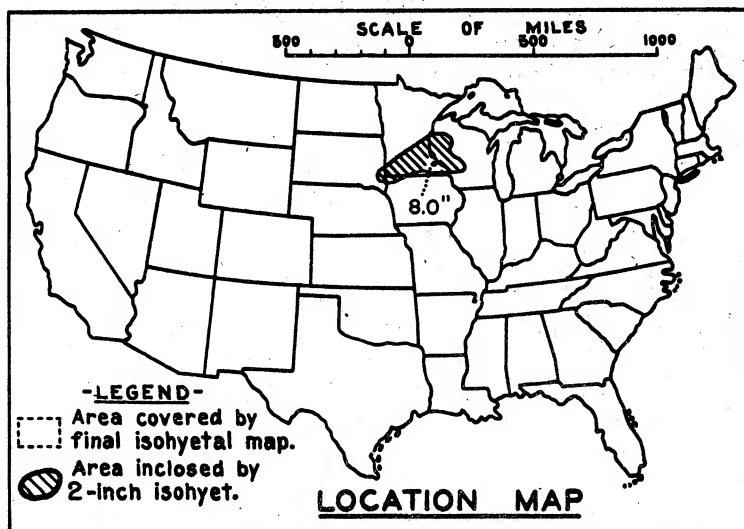 SCALE OF MILES
500 0 500 1000
8.0"
-LEGEND-
Area covered by
final isohyetal map.
Area inclosed by
2-inch isohyet.
LOCATION MAP